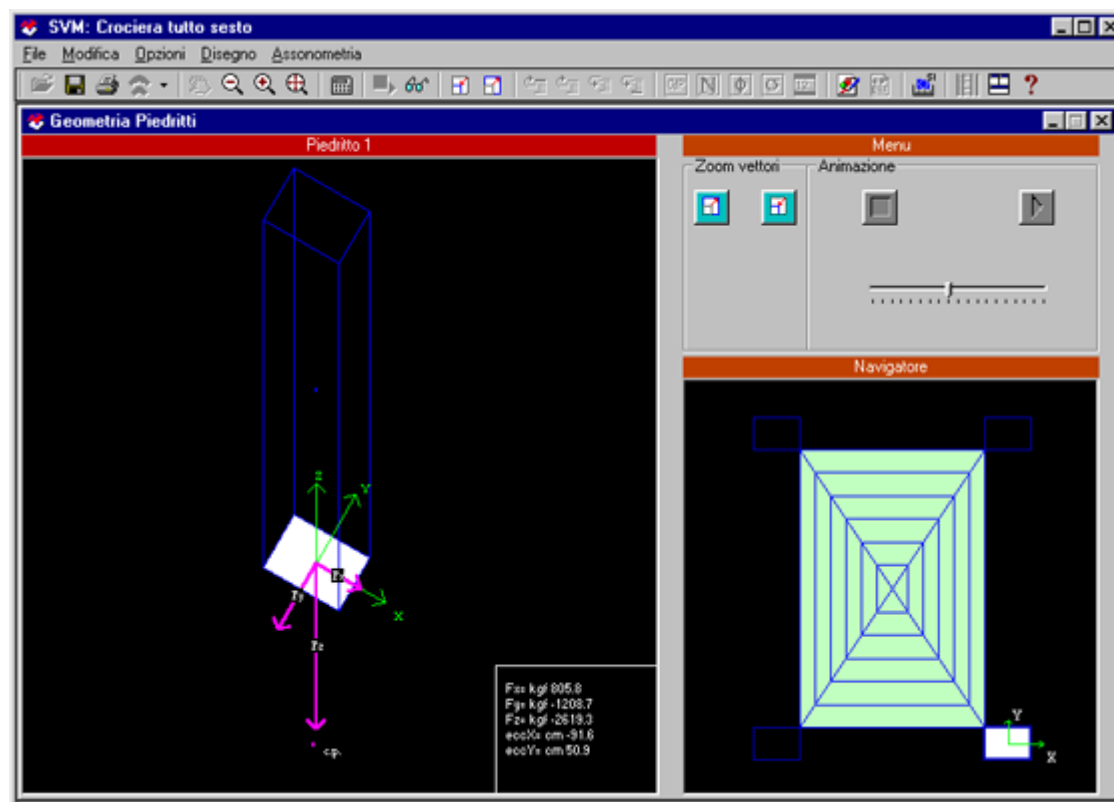 SVM: Crociera tutto sesto
File Modifica Opzioni Disegno Assonometria
Geometria Piedritti
Piedritto 1
Menu
Zoom vettori Animazione
Navigatore
Z
Y
X
Fy
Fz
c.p.
Fx= kgf 805.8
Fy= kgf -1208.7
Fz= kgf -2619.3
eccX= cm -91.6
eccY= cm 50.9
Y
X